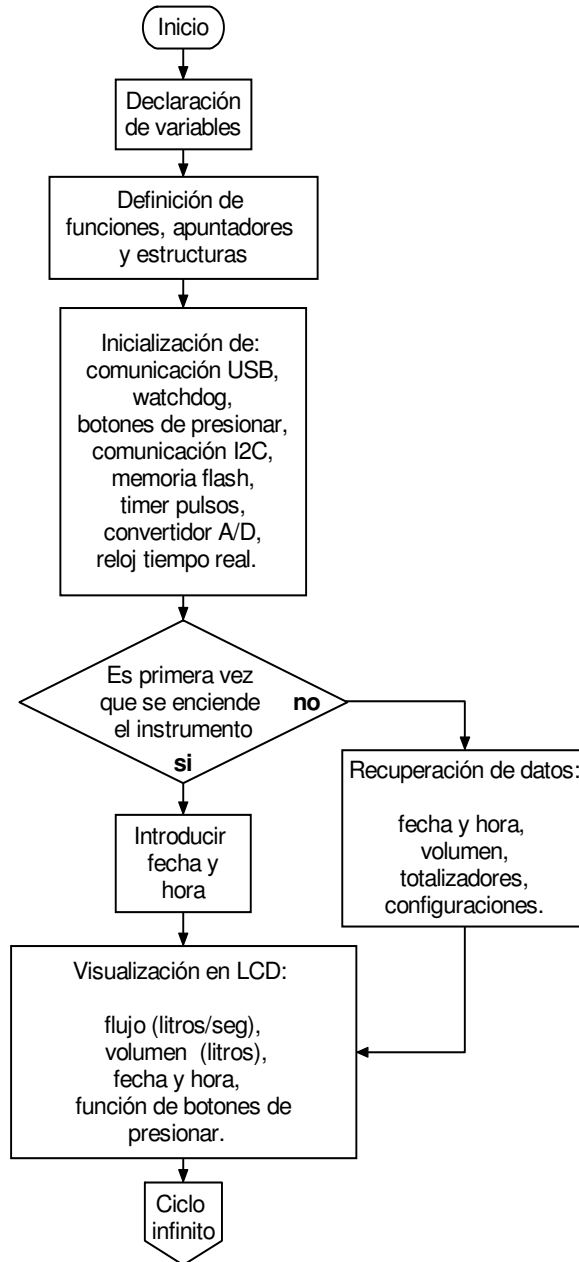 Inicio
Declaración
de variables
Definición de
funciones, apuntadores
y estructuras
Inicialización de:
comunicación USB,
watchdog,
botones de presionar,
comunicación I2C,
memoria flash,
timer pulsos,
convertidor A/D,
reloj tiempo real.
Es primera vez
que se enciende
el instrumento
no
si
Recuperación de datos:
fecha y hora,
volumen,
totalizadores,
configuraciones.
Introducir
fecha y
hora
Visualización en LCD:
flujo (litros/seg),
volumen (litros),
fecha y hora,
función de botones de
presionar.
Ciclo
infinito